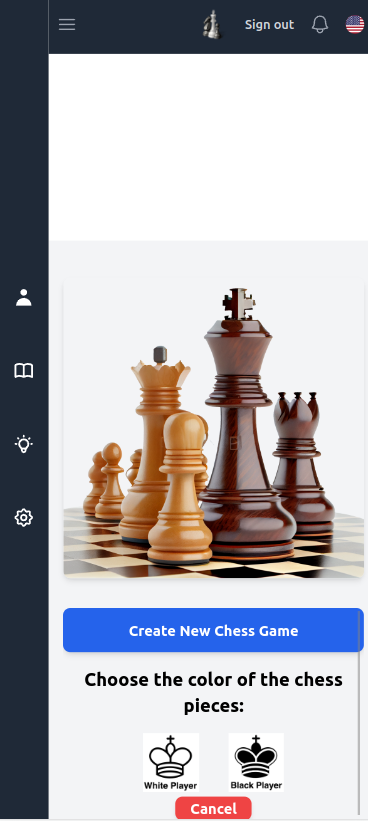 Sign out
Create New Chess Game
Choose the color of the chess
pieces:
White Player
Black Player
Cancel